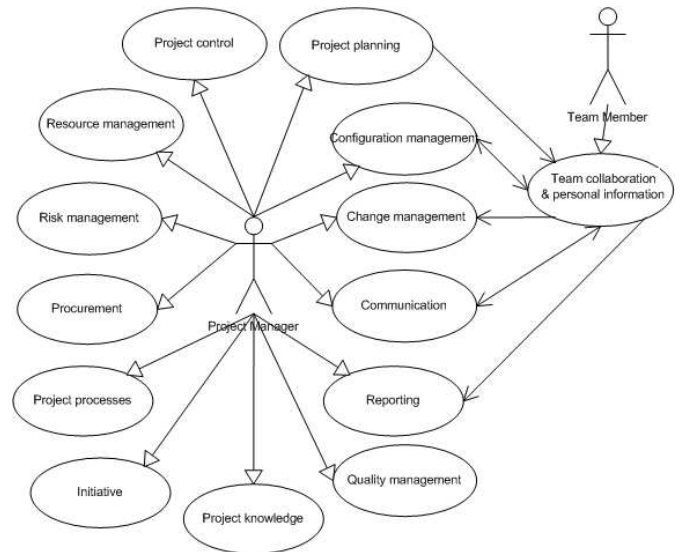 Project control
Project planning
Resource management
Configuration management
Team Member
Team collaboration
& personal information
Risk management
Change management
Procurement
Communication
Project Manager
Project processes
Reporting
Initiative
Quality management
Project knowledge